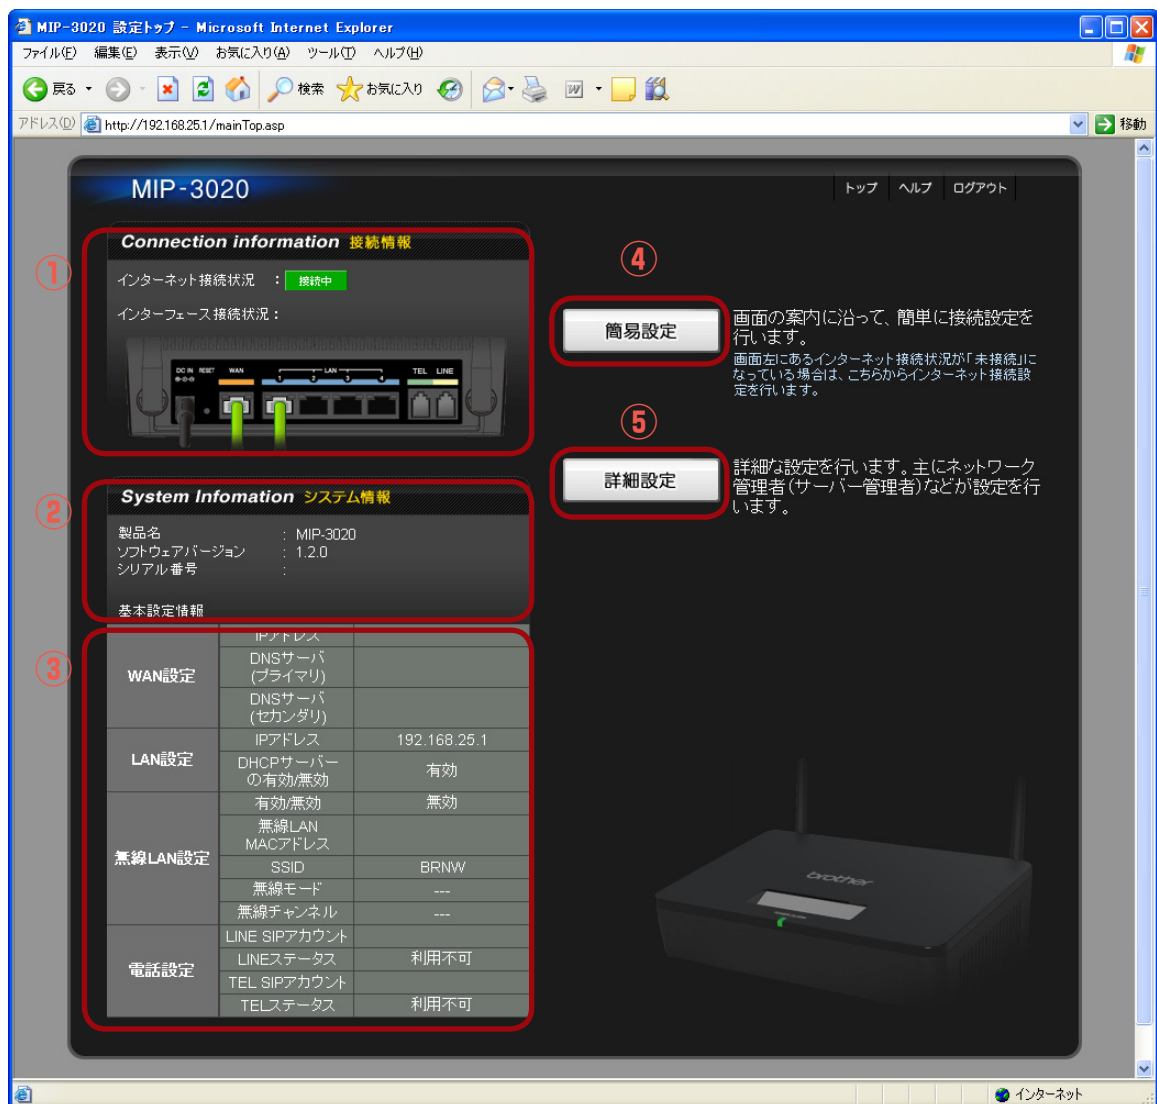 MIP-3020 設定トップ - Microsoft Internet Explorer
ファイル(F) 編集(E) 表示(V) お気に入り(A) ツール(T) ヘルプ(H)
戻る 検索 お気に入り
アドレス(D) http://192.168.25.1/mainTop.asp 移動
MIP-3020
トップ ヘルプ ログアウト
①
Connection information 接続情報
インターネット接続状況 : 接続中
インターフェース接続状況:
DC IN RESET WAN LAN TEL LINE
1 2 3 4
④
簡易設定
画面の案内に沿って、簡単に接続設定を
行います。
画面左にあるインターネット接続状況が「未接続」に
なっている場合は、こちらからインターネット接続設
定を行います。
⑤
詳細設定
詳細な設定を行います。主にネットワーク
管理者(サーバー管理者)などが設定を行
います。
②
System Infomation システム情報
製品名 : MIP-3020
ソフトウェアバージョン : 1.2.0
シリアル番号 :
基本設定情報
③
WAN設定
IPアドレス
DNSサーバ
(プライマリ)
DNSサーバ
(セカンダリ)
LAN設定
IPアドレス 192.168.25.1
DHCPサーバー
の有効/無効 有効
無線LAN設定
有効/無効 無効
無線LAN
MACアドレス
SSID BRNW
無線モード ---
無線チャンネル ---
電話設定
LINE SIPアカウント
LINEステータス 利用不可
TEL SIPアカウント
TELステータス 利用不可
brother
インターネット